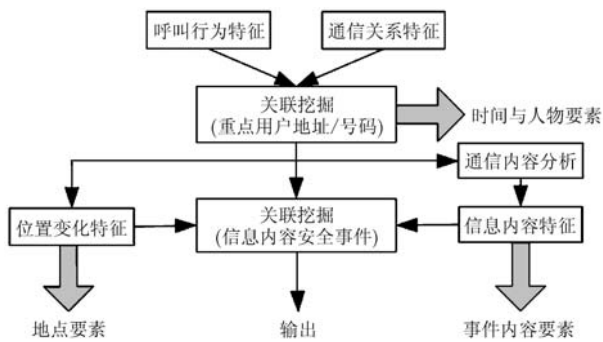 呼叫行为特征
通信关系特征
关联挖掘
(重点用户地址/号码)
时间与人物要素
通信内容分析
位置变化特征
关联挖掘
(信息内容安全事件)
信息内容特征
地点要素
输出
事件内容要素